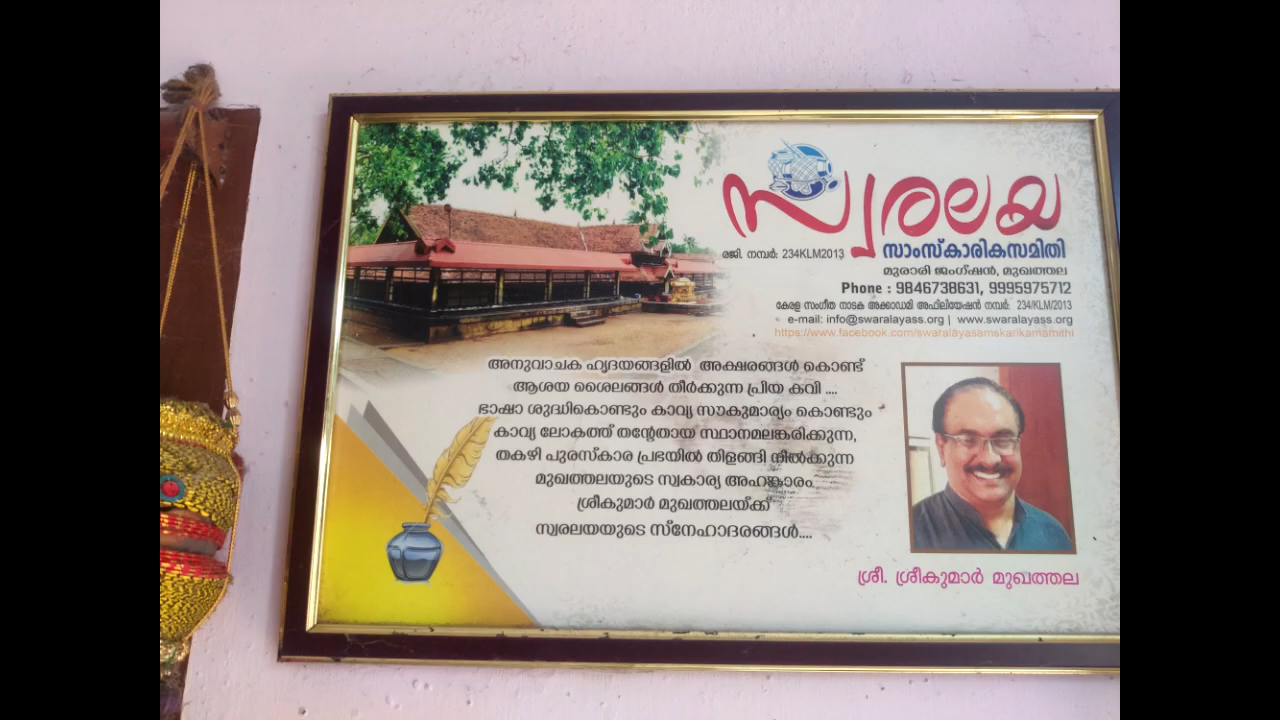 സ്വരലയ
രജി. നമ്പർ: 234KLM2013 സാംസ്കാരികസമിതി
മുരാരി ജംഗ്ഷൻ, മുഖത്തല
Phone : 9846738631, 9995975712
കേരള സംഗീത നാടക അക്കാഡമി അഫിലിയേഷൻ നമ്പർ: 234/KLM/2013
e-mail: info@swaralayass.org | www.swaralayass.org
https://www.facebook.com/swaralayasamskarikamamithi
അനുവാചക ഹൃദയങ്ങളിൽ അക്ഷരങ്ങൾ കൊണ്ട്
ആശയ ശൈലങ്ങൾ തീർക്കുന്ന പ്രിയ കവി ....
ഭാഷാ ശുദ്ധികൊണ്ടും കാവ്യ സൗകുമാര്യം കൊണ്ടും
കാവ്യ ലോകത്ത് തന്റേതായ സ്ഥാനമലങ്കരിക്കുന്ന,
തകഴി പുരസ്കാര പ്രഭയിൽ തിളങ്ങി നിൽക്കുന്ന
മുഖത്തലയുടെ സ്വകാര്യ അഹങ്കാരം.
ശ്രീകുമാർ മുഖത്തലയ്ക്ക്
സ്വരലയയുടെ സ്നേഹാദരങ്ങൾ....
ശ്രീ. ശ്രീകുമാർ മുഖത്തല